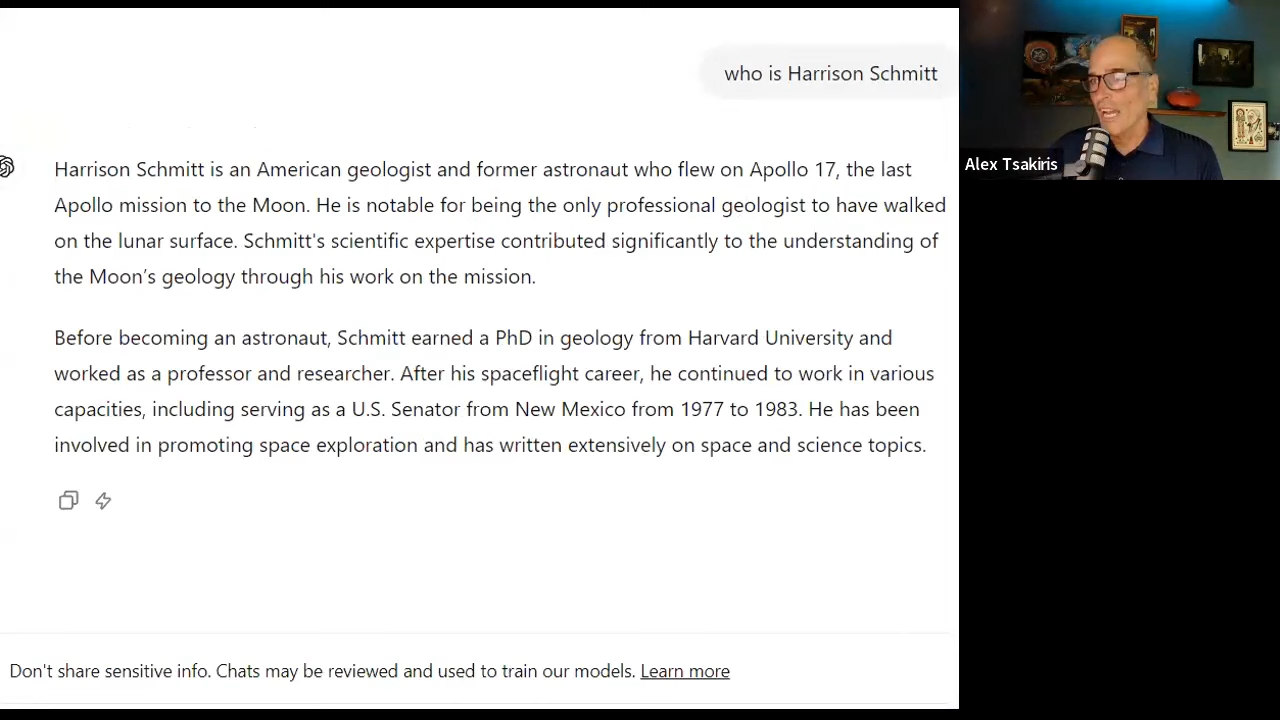 who is Harrison Schmitt
Harrison Schmitt is an American geologist and former astronaut who flew on Apollo 17, the last
Apollo mission to the Moon. He is notable for being the only professional geologist to have walked
on the lunar surface. Schmitt's scientific expertise contributed significantly to the understanding of
the Moon’s geology through his work on the mission.
Before becoming an astronaut, Schmitt earned a PhD in geology from Harvard University and
worked as a professor and researcher. After his spaceflight career, he continued to work in various
capacities, including serving as a U.S. Senator from New Mexico from 1977 to 1983. He has been
involved in promoting space exploration and has written extensively on space and science topics.
Don't share sensitive info. Chats may be reviewed and used to train our models. Learn more
Alex Tsakiris